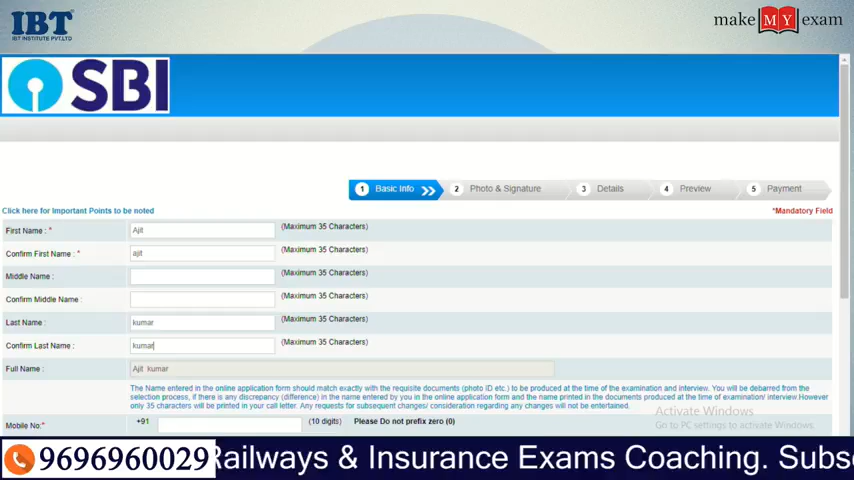 IBT
IBT INSTITUTE PVT.LTD
make MY exam
SBI
1 Basic Info 2 Photo & Signature 3 Details 4 Preview 5 Payment
Click here for Important Points to be noted *Mandatory Field
First Name : * Ajit (Maximum 35 Characters)
Confirm First Name : * ajit (Maximum 35 Characters)
Middle Name : (Maximum 35 Characters)
Confirm Middle Name : (Maximum 35 Characters)
Last Name : kumar (Maximum 35 Characters)
Confirm Last Name : kumar (Maximum 35 Characters)
Full Name : Ajit kumar
The Name entered in the online application form should match exactly with the requisite documents (photo ID etc.) to be produced at the time of the examination and interview. You will be debarred from the
selection process, if there is any discrepancy (difference) in the name entered by you in the online application form and the name printed in the documents produced at the time of examination/ interview.However
only 35 characters will be printed in your call letter. Any requests for subsequent changes/ consideration regarding any changes will not be entertained.
Activate Windows
Go to PC settings to activate Windows.
Mobile No:* +91 (10 digits) Please Do not prefix zero (0)
9696960029 Railways & Insurance Exams Coaching. Subsc